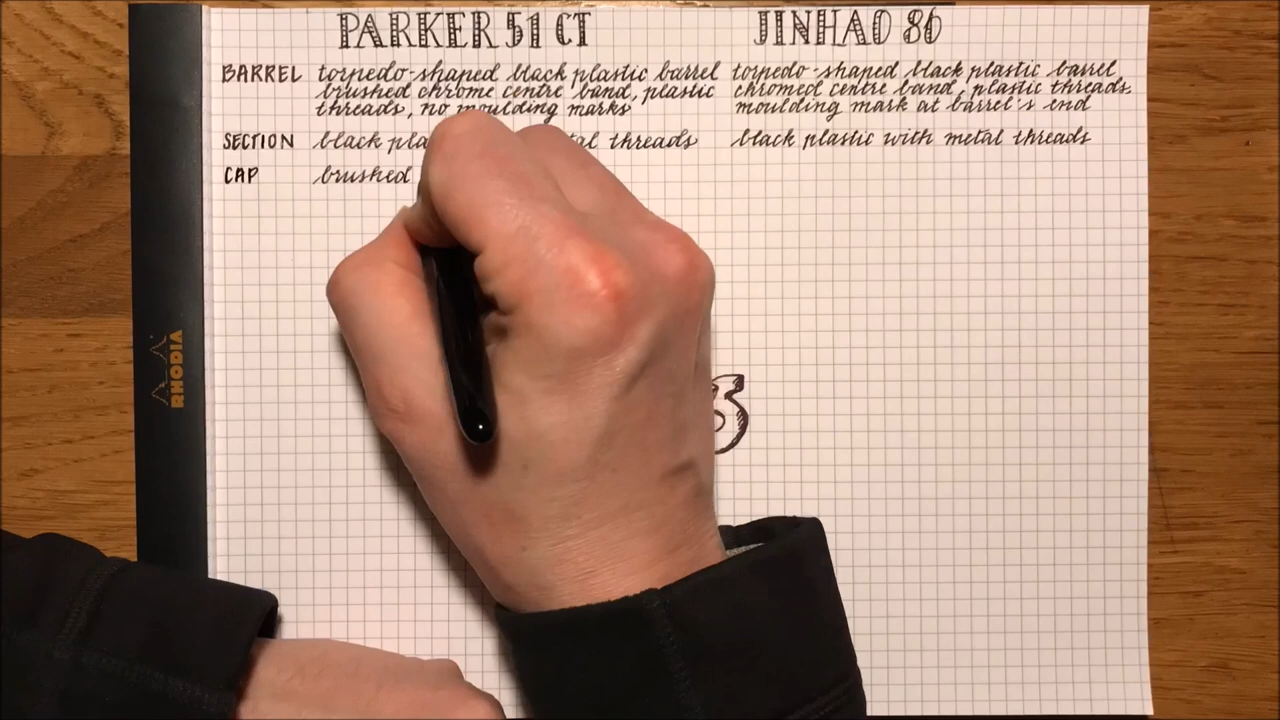 PARKER 51 CT
JINHAO 86
BARREL torpedo-shaped black plastic barrel
brushed chrome centre band, plastic
threads, no moulding marks
torpedo-shaped black plastic barrel
chromed centre band, plastic threads,
moulding mark at barrel's end
SECTION black threads
black plastic with metal threads
CAP brushed
RHODIA